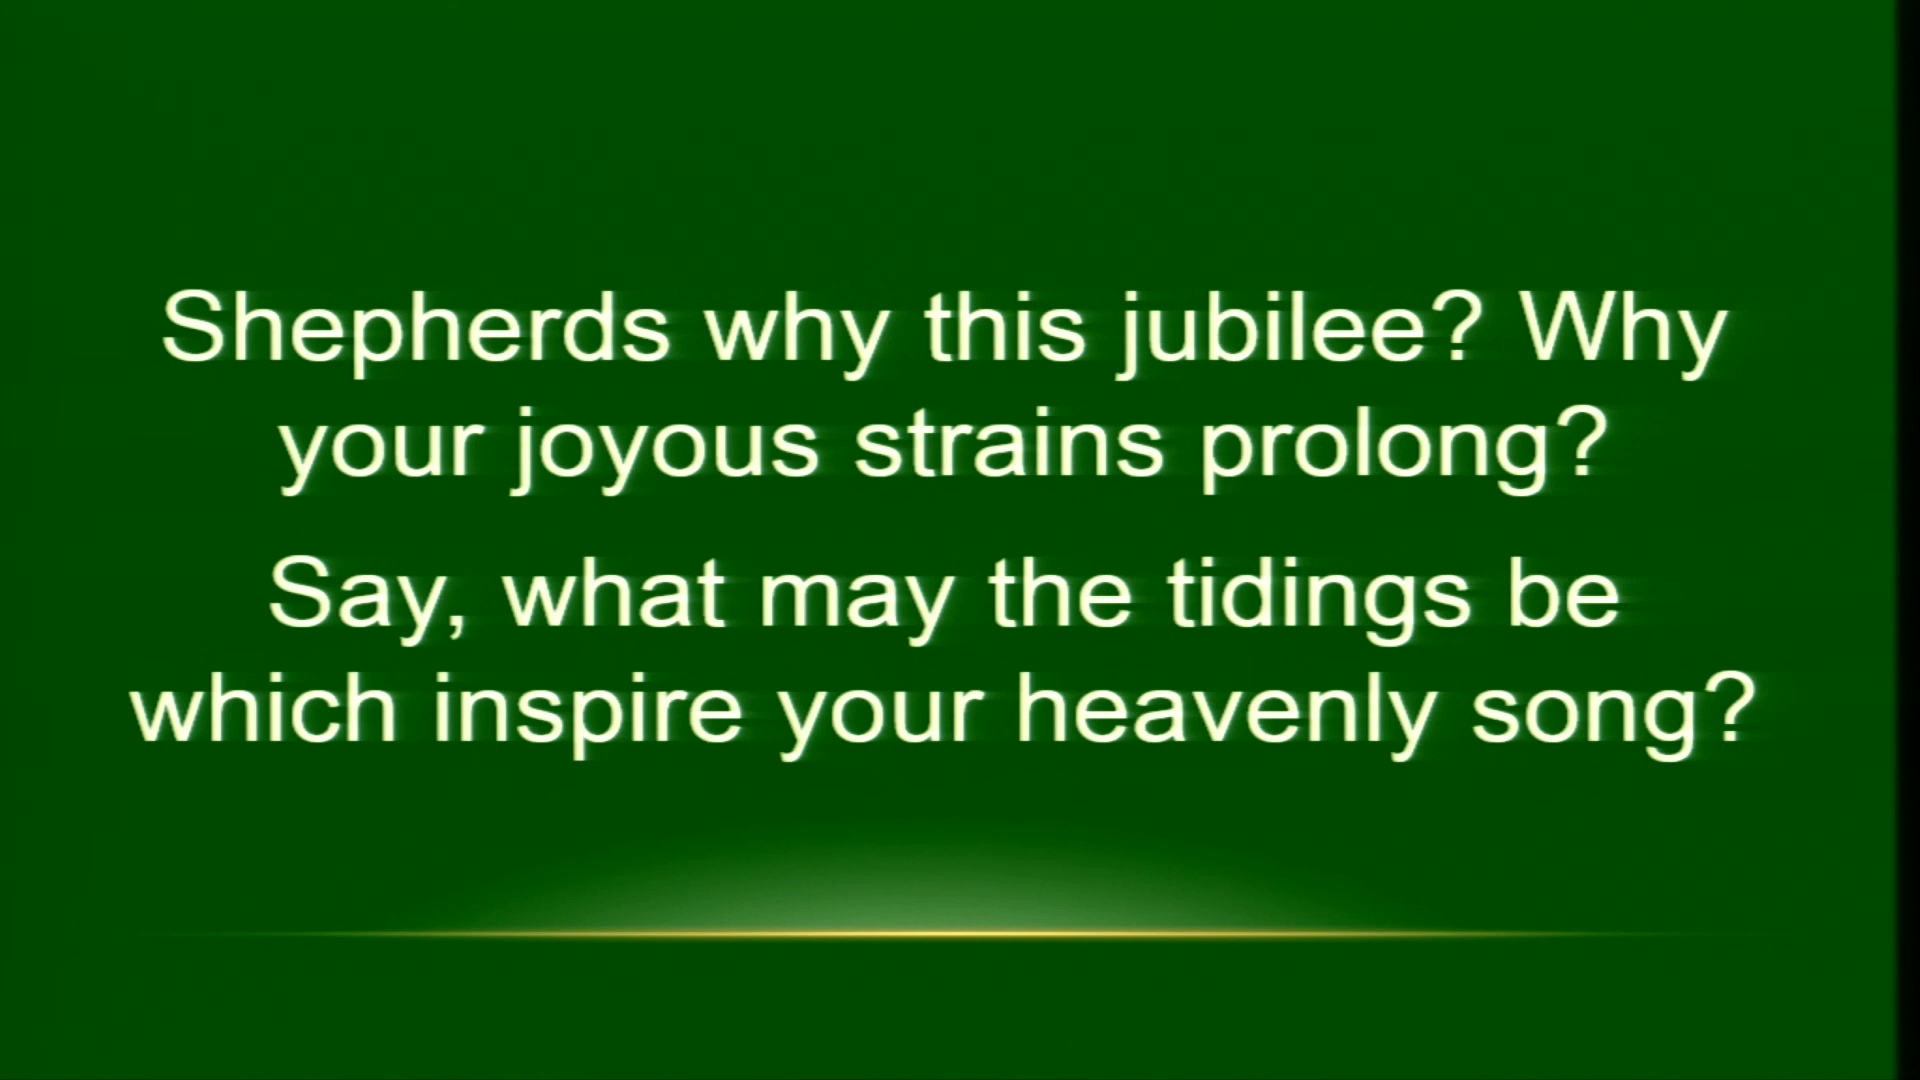 Shepherds why this jubilee? Why
your joyous strains prolong?
Say, what may the tidings be
which inspire your heavenly song?